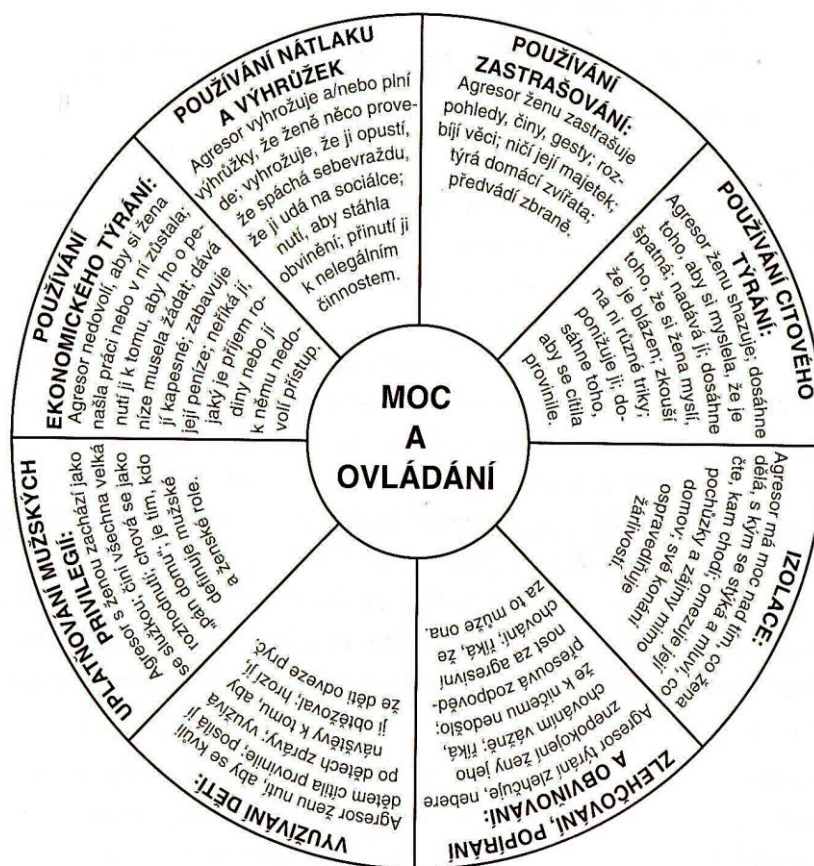 POUŽÍVÁNÍ NÁTLAKU
A VÝHRŮŽEK
Agresor vyhrožuje a/nebo plní
výhrůžky, že ženě něco prove-
de; vyhrožuje, že ji opustí,
že spáchá sebevraždu,
že ji udá na sociálce;
nutí, aby stáhla
obvinění; přinutí ji
k nelegálním
činnostem.
POUŽÍVÁNÍ
ZASTRAŠOVÁNÍ:
Agresor ženu zastrašuje
pohledy, činy, gesty; roz-
bíjí věci; ničí její majetek;
týrá domácí zvířata;
předvádí zbraně.
POUŽÍVÁNÍ CITOVÉHO
TÝRÁNÍ:
Agresor ženu shazuje; dosáhne
toho, aby si myslela, že je
špatná; nadává jí; dosáhne
toho, že si žena myslí,
že je blázen; zkouší
na ni různé triky;
ponižuje ji; do-
sáhne toho,
aby se cítila
provinile.
IZOLACE:
Agresor má moc nad tím, co žena
dělá, s kým se stýká a mluví, co
čte, kam chodí; omezuje její
pochůzky a zájmy mimo
domov; své konání
ospravedlňuje
žárlivostí.
ZLEHČOVÁNÍ, POPÍRÁNÍ
A OBVIŇOVÁNÍ:
Agresor týrání zlehčuje, nebere
znepokojení ženy jeho
chováním vážně; říká,
že k ničemu nedošlo;
přesouvá zodpověd-
nost za agresivní
chování; říká, že
za to může ona.
VYUŽÍVÁNÍ DĚTÍ:
Agresor ženu nutí, aby se kvůli
dětem cítila provinile; posílá jí
po dětech zprávy; využívá
návštěvy k tomu, aby
ji obtěžoval; hrozí jí,
že děti odveze pryč.
UPLATŇOVÁNÍ MUŽSKÝCH
PRIVILEGIÍ:
Agresor s ženou zachází jako
se služkou; činí všechna velká
rozhodnutí; chová se jako
„pán domu“, je tím, kdo
definuje mužské
a ženské role.
POUŽÍVÁNÍ
EKONOMICKÉHO TÝRÁNÍ:
Agresor nedovolí, aby si žena
našla práci nebo v ní zůstala;
nutí ji k tomu, aby ho o pe-
níze musela žádat; dává
jí kapesné; zabavuje
její peníze; neříká jí,
jaký je příjem ro-
diny nebo jí
k němu nedo-
volí přístup.
MOC
A
OVLÁDÁNÍ